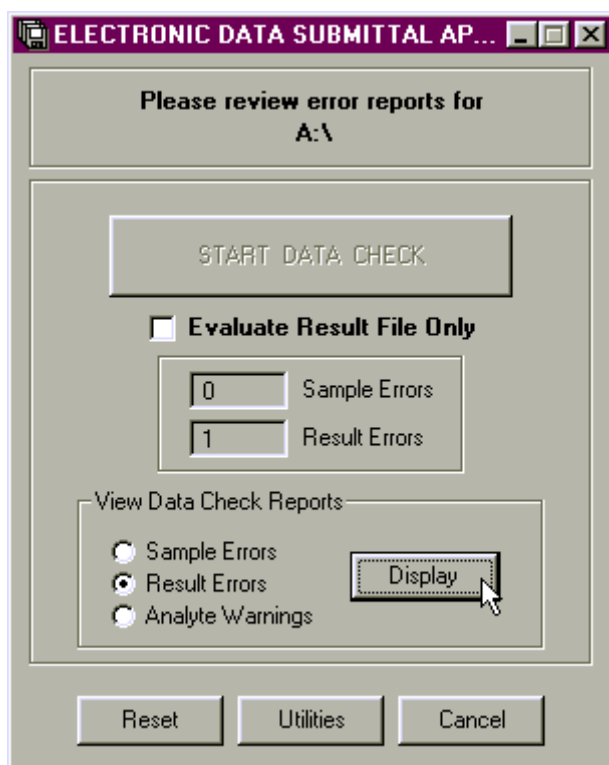 ELECTRONIC DATA SUBMITTAL AP...
Please review error reports for
A:\
START DATA CHECK
Evaluate Result File Only
0 Sample Errors
1 Result Errors
View Data Check Reports
Sample Errors
Result Errors
Analyte Warnings
Display
Reset Utilities Cancel